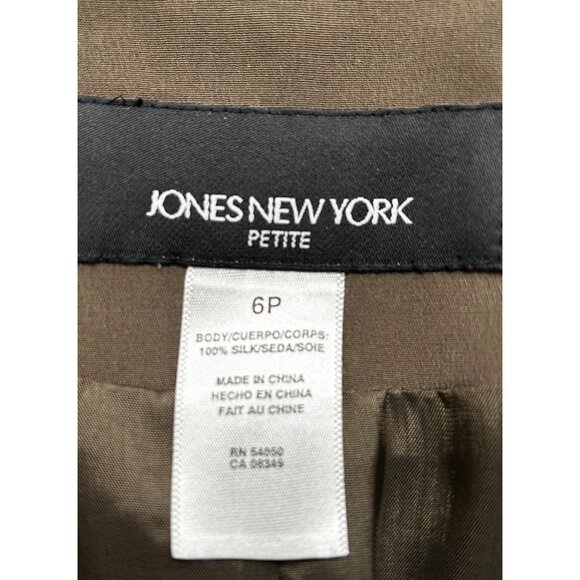 JONES NEW YORK
PETITE
6P
BODY/CUERPO/CORPS:
100% SILK/SEDA/SOIE
MADE IN CHINA
HECHO EN CHINA
FAIT AU CHINE
RN 54050
CA 08349